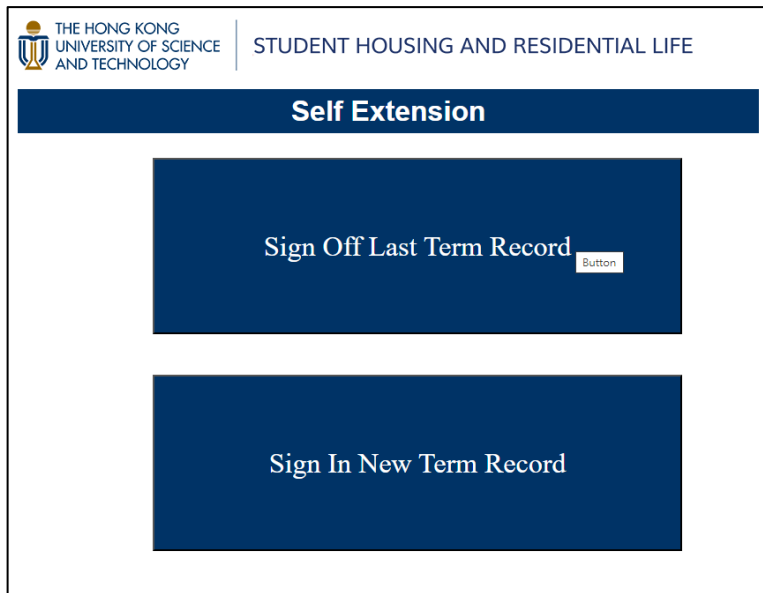 THE HONG KONG
UNIVERSITY OF SCIENCE
AND TECHNOLOGY
STUDENT HOUSING AND RESIDENTIAL LIFE
Self Extension
Sign Off Last Term Record
Button
Sign In New Term Record